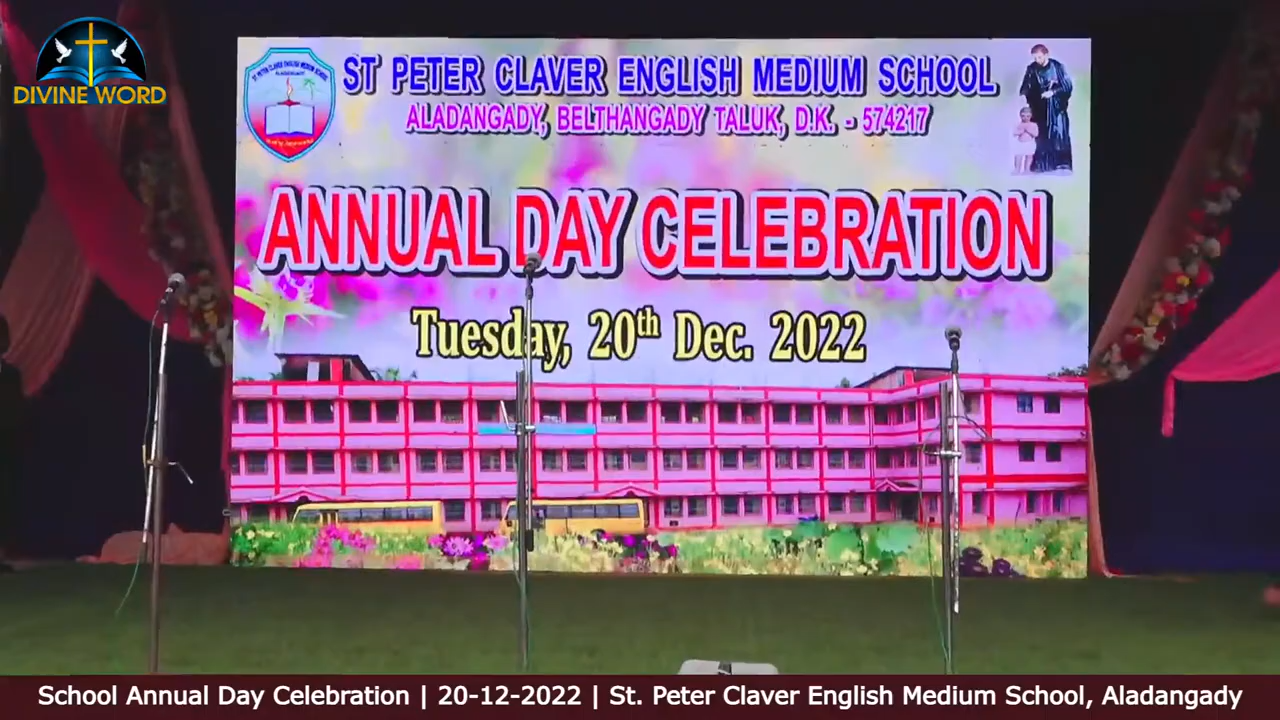 DIVINE WORD
ST PETER CLAVER ENGLISH MEDIUM SCHOOL
ALADANGADY, BELTHANGADY TALUK, D.K. - 574217
ANNUAL DAY CELEBRATION
Tuesday, 20th Dec. 2022
School Annual Day Celebration | 20-12-2022 | St. Peter Claver English Medium School, Aladangady